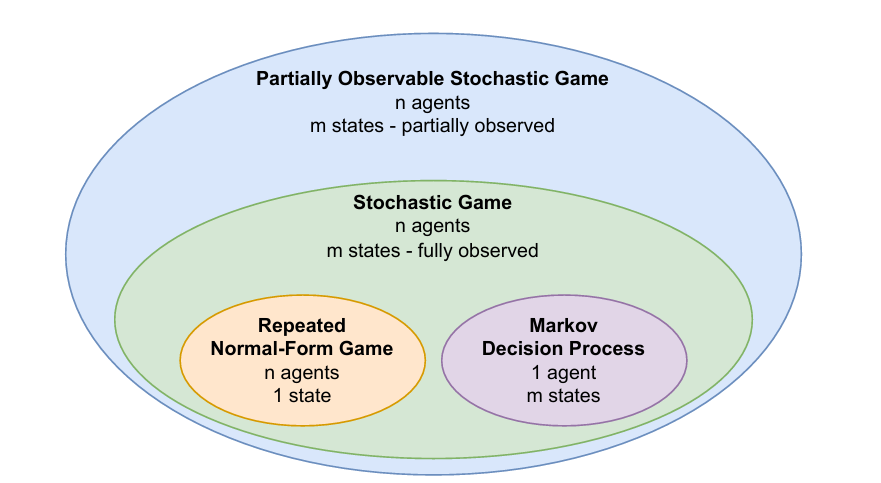 Partially Observable Stochastic Game
n agents
m states - partially observed
Stochastic Game
n agents
m states - fully observed
Repeated
Normal-Form Game
n agents
1 state
Markov
Decision Process
1 agent
m states